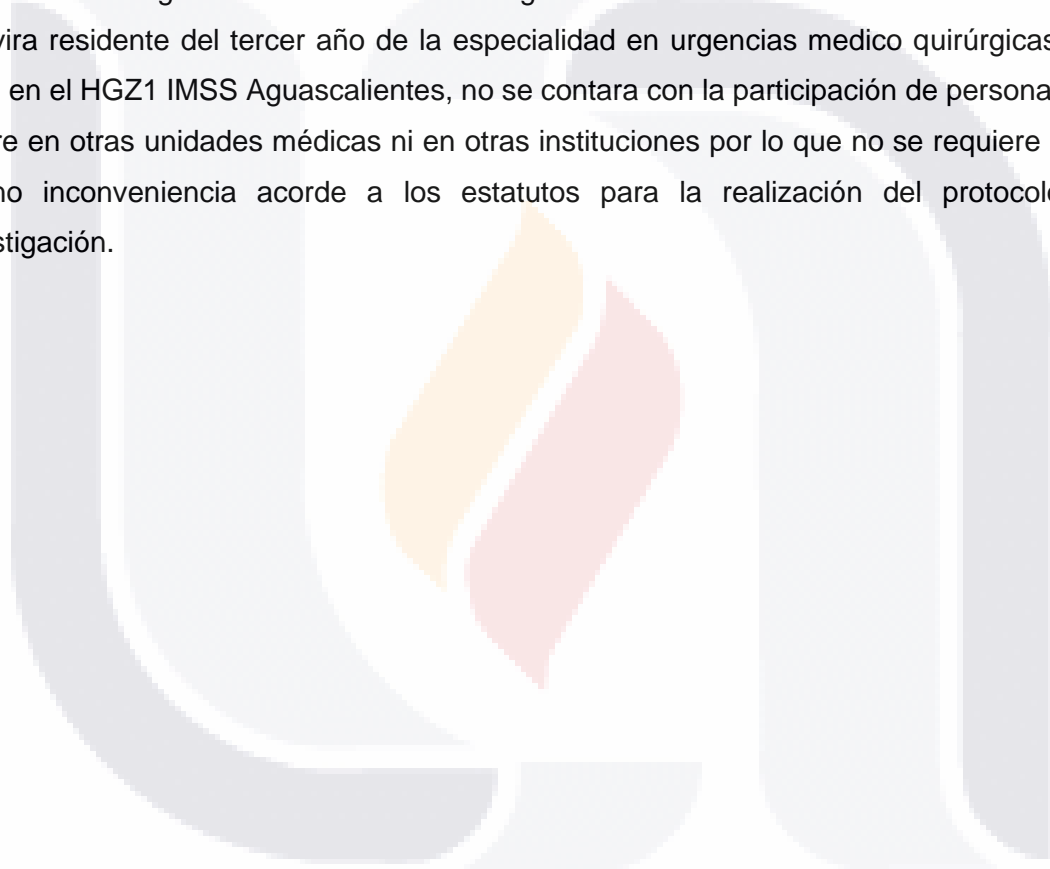 vira residente del tercer año de la especialidad en urgencias medico quirúrgicas
en el HGZ1 IMSS Aguascalientes, no se contara con la participación de persona
re en otras unidades médicas ni en otras instituciones por lo que no se requiere
no inconveniencia acorde a los estatutos para la realización del protocolo
stigación.